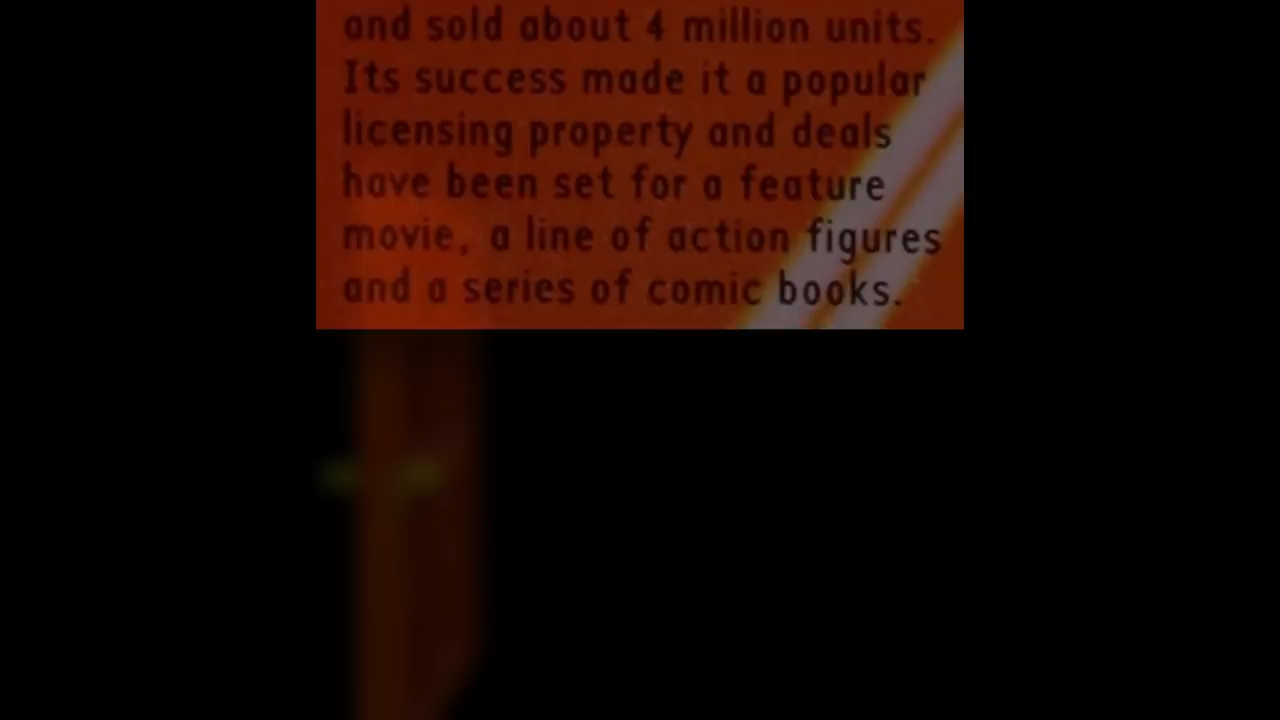 and sold about 4 million units.
Its success made it a popular
licensing property and deals
have been set for a feature
movie, a line of action figures
and a series of comic books.